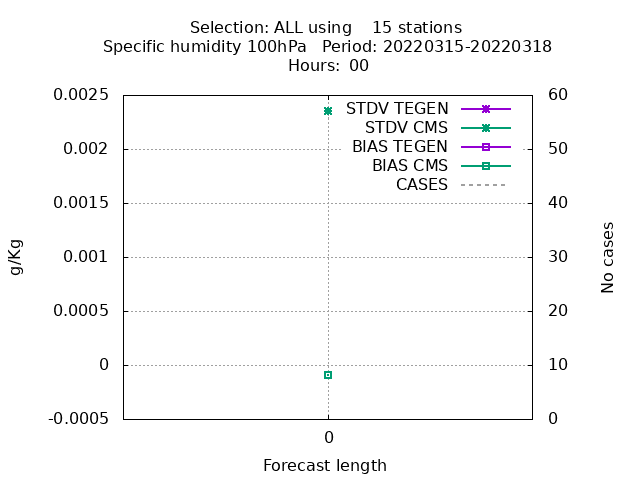 Selection: ALL using    15 stations
Specific humidity 100hPa   Period: 20220315-20220318
Hours:  00
0.0025
0.002
0.0015
0.001
0.0005
0
-0.0005
g/Kg
STDV TEGEN
STDV CMS
BIAS TEGEN
BIAS CMS
CASES
60
50
40
30
20
10
0
No cases
0
Forecast length